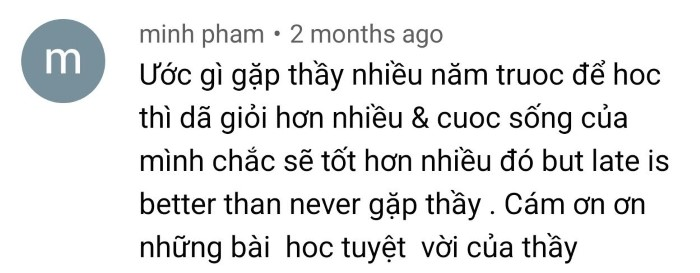 m
minh pham • 2 months ago
Ước gì gặp thầy nhiều năm truoc để hoc
thì dã giỏi hơn nhiều & cuoc sống của
mình chắc sẽ tốt hơn nhiều đó but late is
better than never gặp thầy . Cám ơn ơn
những bài  hoc tuyệt  vời của thầy